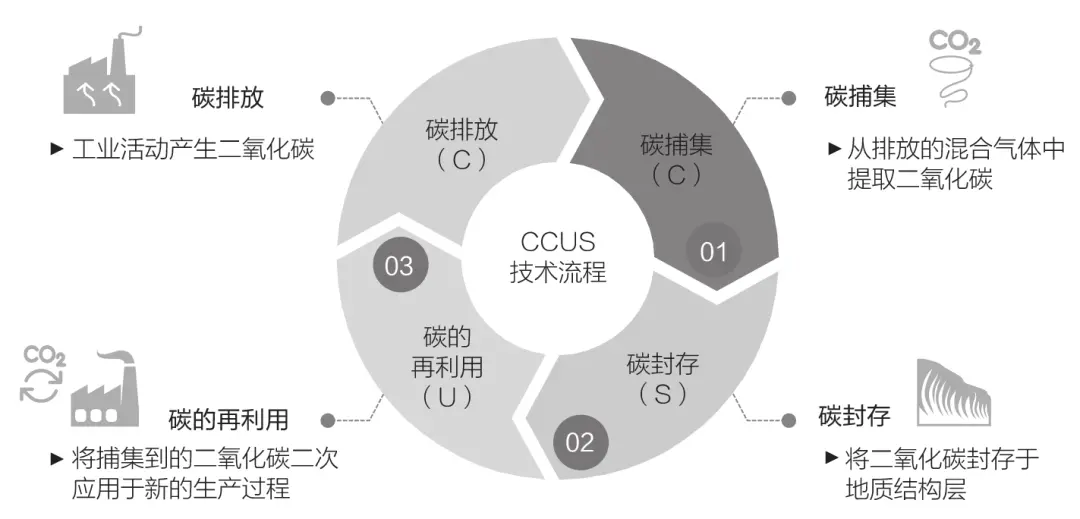 碳排放
▸ 工业活动产生二氧化碳
CO₂
碳捕集
▸ 从排放的混合气体中
提取二氧化碳
碳排放
（C）
碳捕集
（C）
01
CCUS
技术流程
03
碳的
再利用
（U）
碳封存
（S）
02
CO₂
碳的再利用
▸ 将捕集到的二氧化碳二次
应用于新的生产过程
碳封存
▸ 将二氧化碳封存于
地质结构层